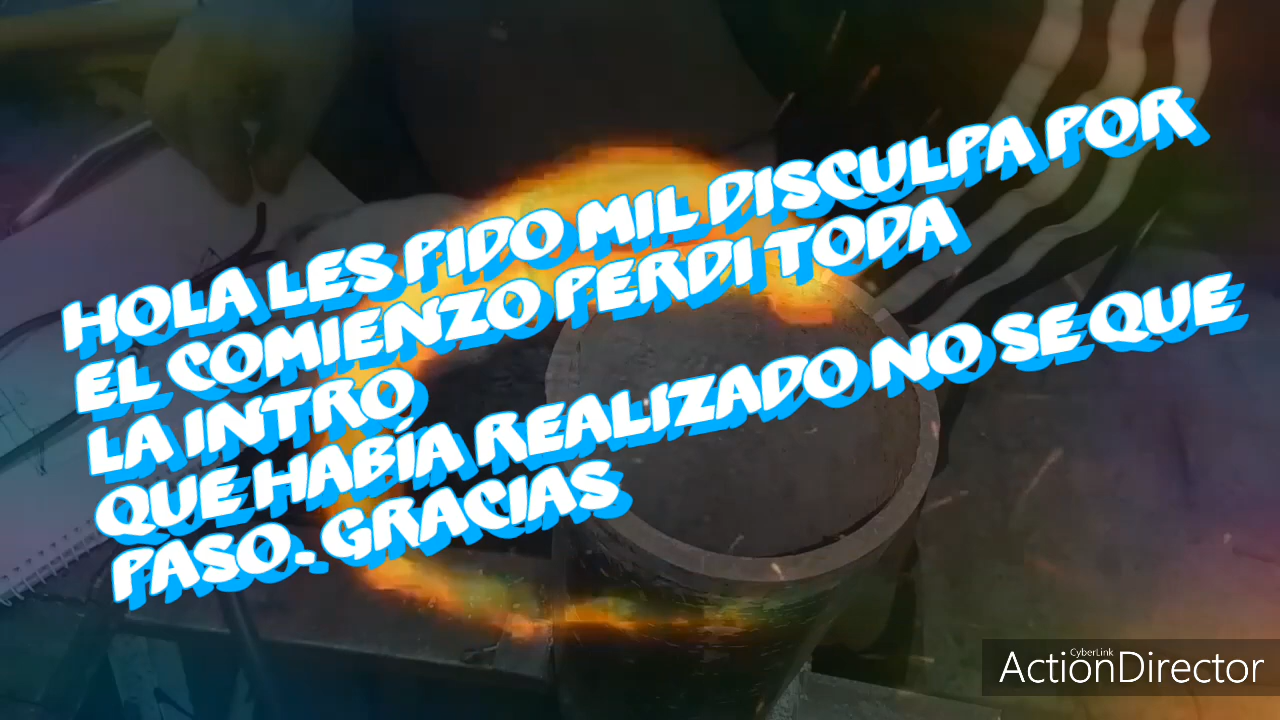 HOLA LES PIDO MIL DISCULPA POR
EL COMIENZO PERDI TODA
LA INTRO
QUE HABÍA REALIZADO NO SE QUE
PASO. GRACIAS
CyberLink
ActionDirector